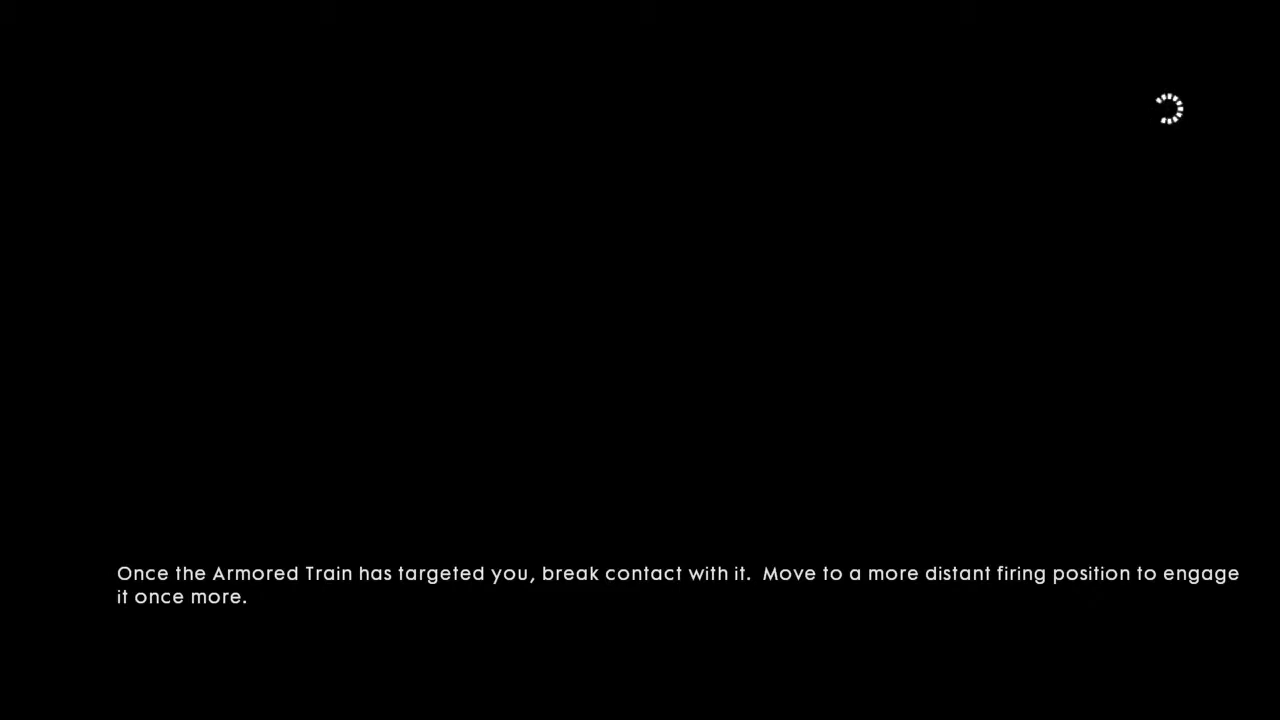 Once the Armored Train has targeted you, break contact with it.  Move to a more distant firing position to engage
it once more.